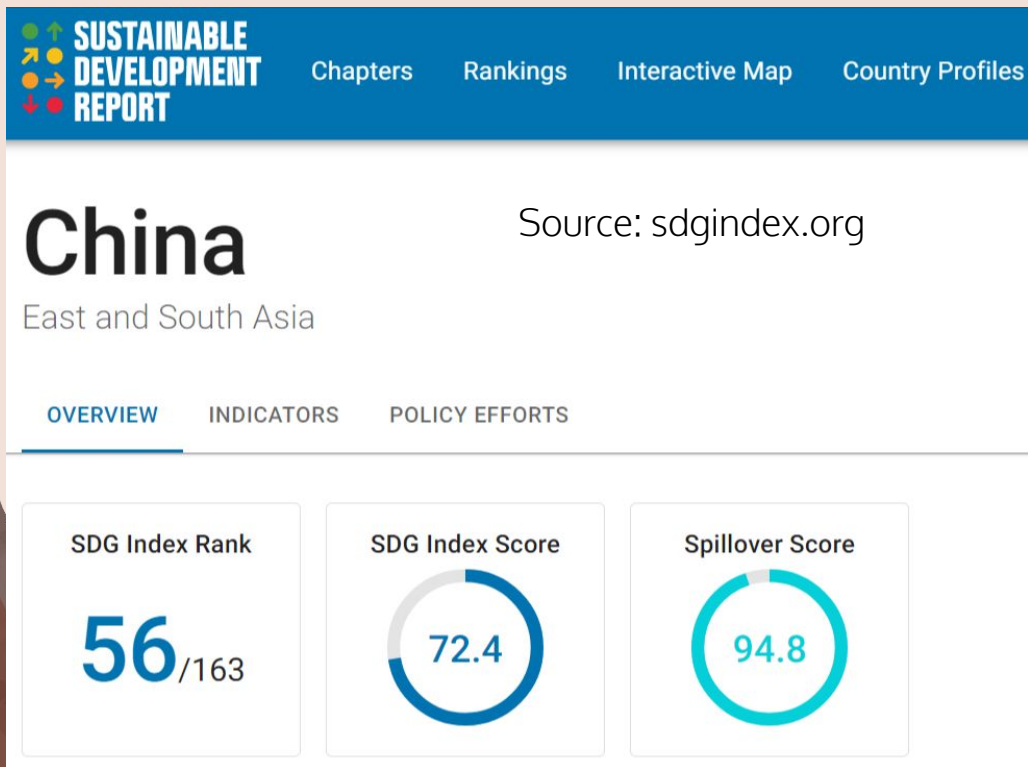 SUSTAINABLE
DEVELOPMENT
REPORT
Chapters Rankings Interactive Map Country Profiles
China
Source: sdgindex.org
East and South Asia
OVERVIEW INDICATORS POLICY EFFORTS
SDG Index Rank
56/163
SDG Index Score
72.4
Spillover Score
94.8